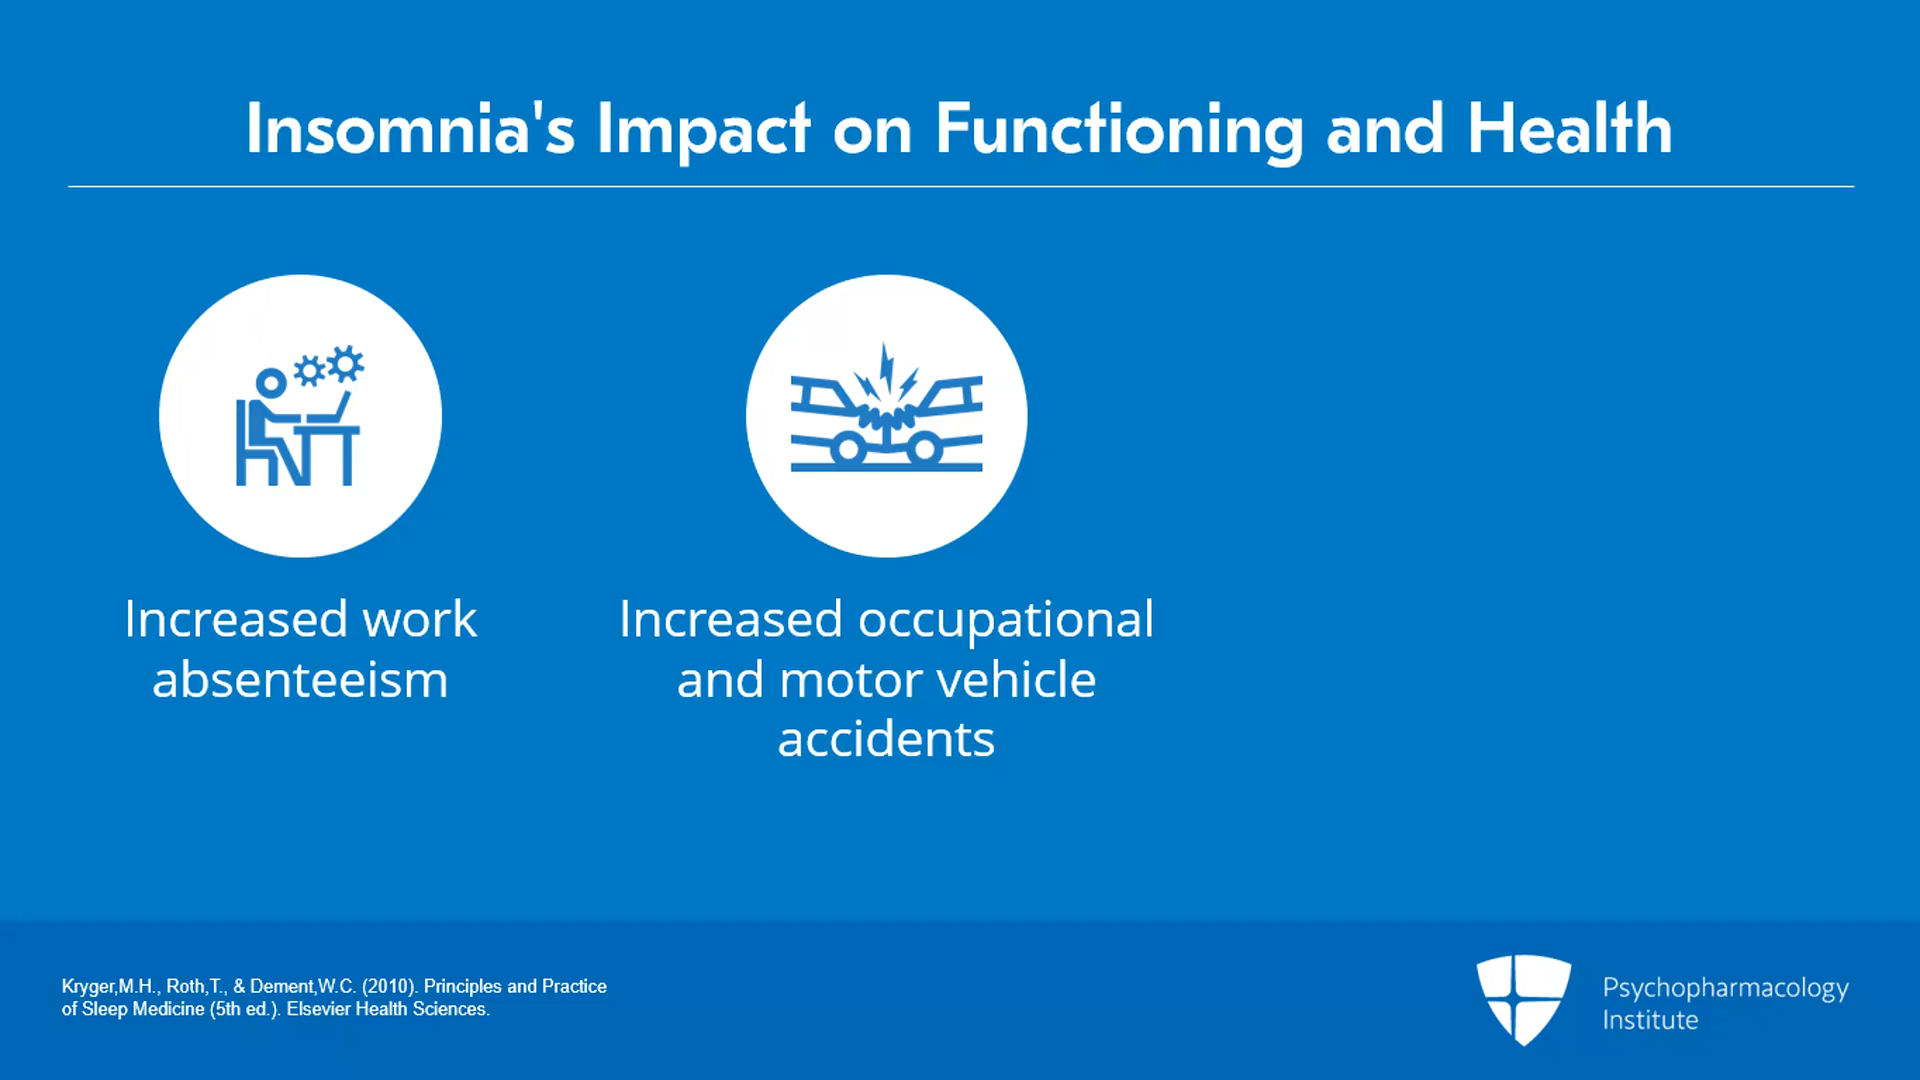 Insomnia's Impact on Functioning and Health
Increased work
absenteeism
Increased occupational
and motor vehicle
accidents
Kryger,M.H., Roth,T., & Dement,W.C. (2010). Principles and Practice
of Sleep Medicine (5th ed.). Elsevier Health Sciences.
Psychopharmacology
Institute